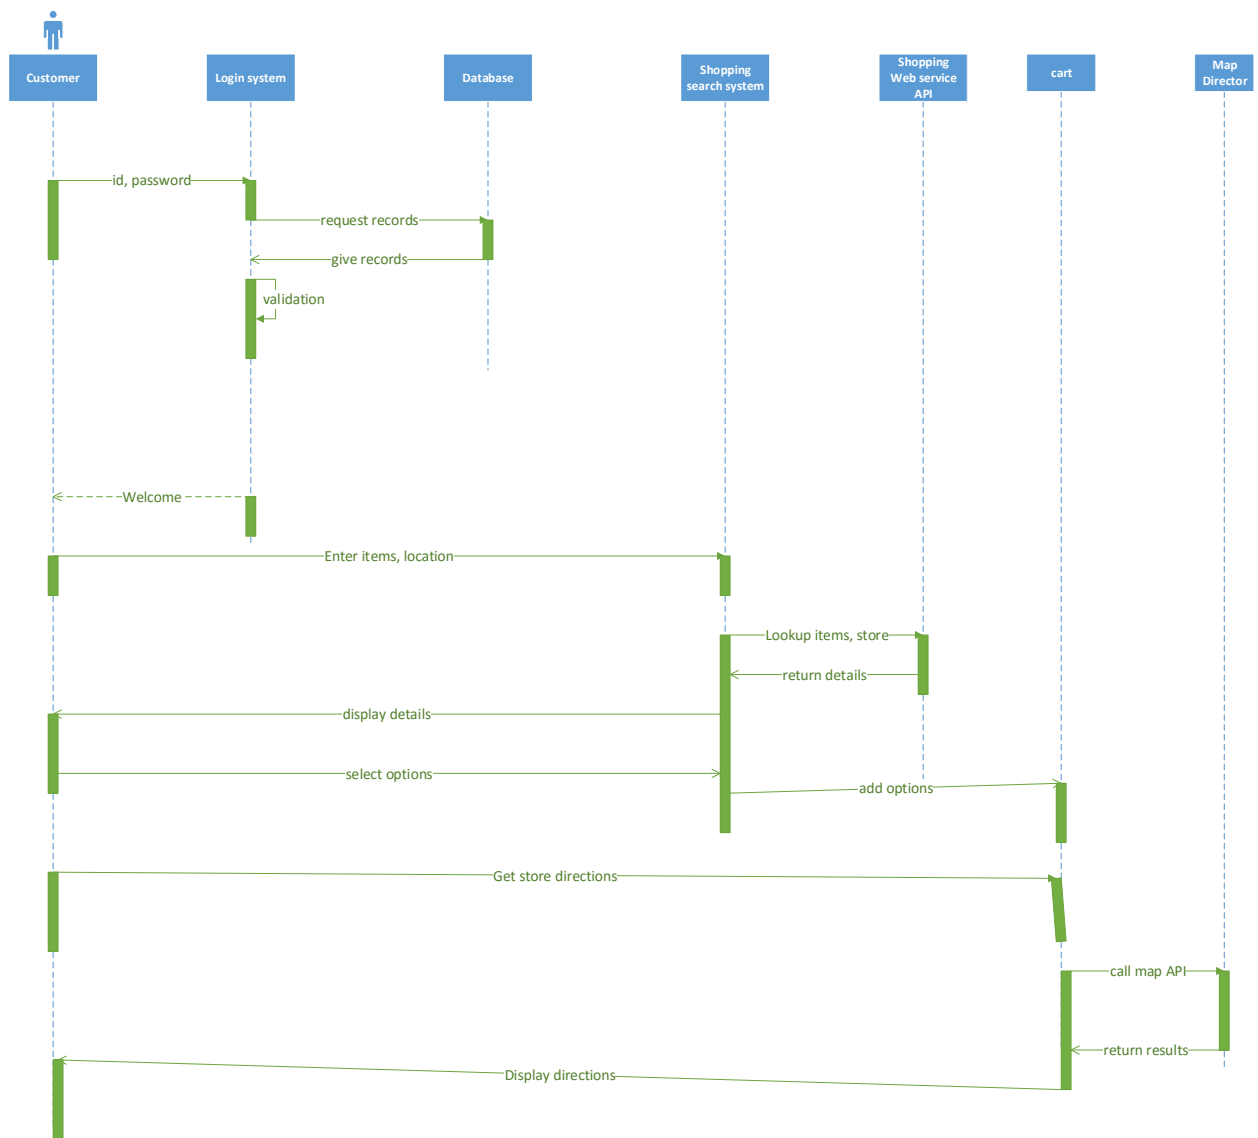 Customer
Login system
Database
Shopping
search system
Shopping
Web service
API
cart
Map
Director
id, password
request records
give records
validation
Welcome
Enter items, location
Lookup items, store
return details
display details
select options
add options
Get store directions
call map API
return results
Display directions